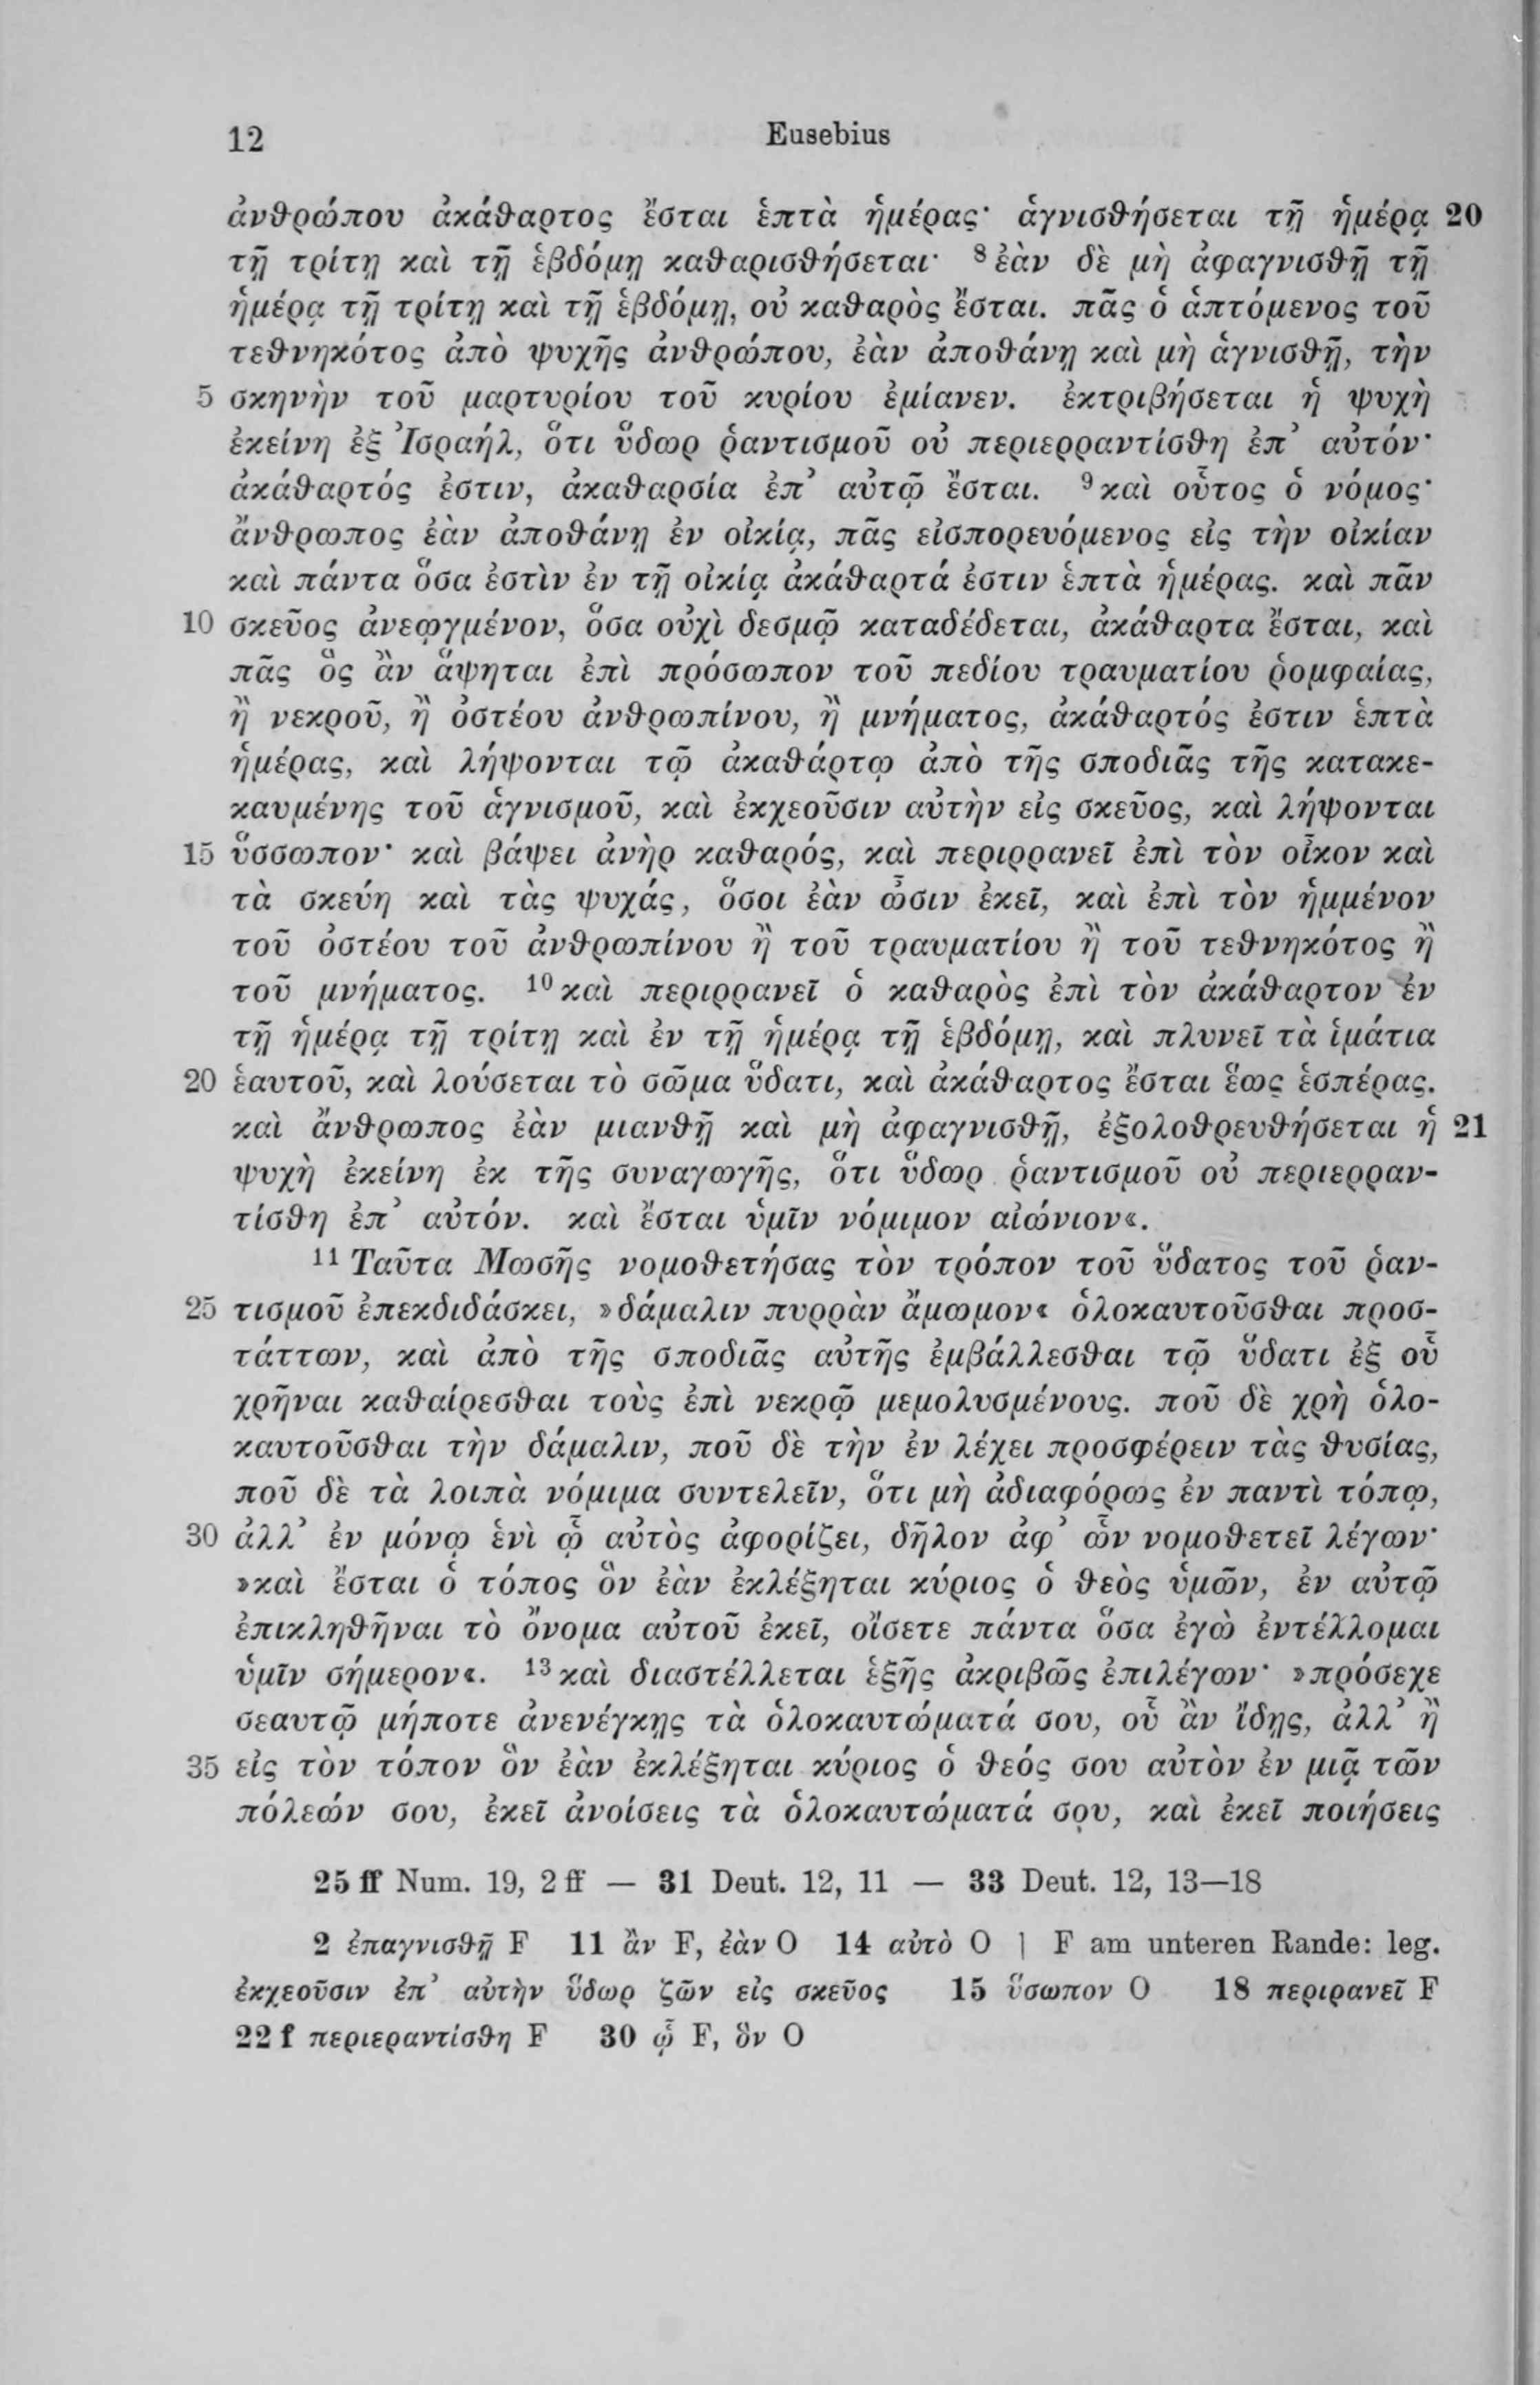 12 Eusebius
ἀνθρώπου ἀκάθαρτος ἔσται ἑπτὰ ἡμέρας· ἁγνισθήσεται τῇ ἡμέρᾳ 20
τῇ τρίτῃ καὶ τῇ ἑβδόμῃ καθαρισθήσεται· ⁸ἐὰν δὲ μὴ ἀφαγνισθῇ τῇ
ἡμέρᾳ τῇ τρίτῃ καὶ τῇ ἑβδόμῃ, οὐ καθαρὸς ἔσται. πᾶς ὁ ἁπτόμενος τοῦ
τεθνηκότος ἀπὸ ψυχῆς ἀνθρώπου, ἐὰν ἀποθάνῃ καὶ μὴ ἁγνισθῇ, τὴν
5 σκηνὴν τοῦ μαρτυρίου τοῦ κυρίου ἐμίανεν. ἐκτριβήσεται ἡ ψυχὴ
ἐκείνη ἐξ Ἰσραήλ, ὅτι ὕδωρ ῥαντισμοῦ οὐ περιερραντίσθη ἐπ’ αὐτόν·
ἀκάθαρτός ἐστιν, ἀκαθαρσία ἐπ’ αὐτῷ ἔσται. ⁹καὶ οὗτος ὁ νόμος·
ἄνθρωπος ἐὰν ἀποθάνῃ ἐν οἰκίᾳ, πᾶς εἰσπορευόμενος εἰς τὴν οἰκίαν
καὶ πάντα ὅσα ἐστὶν ἐν τῇ οἰκίᾳ ἀκάθαρτά ἐστιν ἑπτὰ ἡμέρας. καὶ πᾶν
10 σκεῦος ἀνεῳγμένον, ὅσα οὐχὶ δεσμῷ καταδέδεται, ἀκάθαρτα ἔσται, καὶ
πᾶς ὃς ἂν ἅψηται ἐπὶ πρόσωπον τοῦ πεδίου τραυματίου ῥομφαίας,
ἢ νεκροῦ, ἢ ὀστέου ἀνθρωπίνου, ἢ μνήματος, ἀκάθαρτός ἐστιν ἑπτὰ
ἡμέρας, καὶ λήψονται τῷ ἀκαθάρτῳ ἀπὸ τῆς σποδιᾶς τῆς κατακε-
καυμένης τοῦ ἁγνισμοῦ, καὶ ἐκχεοῦσιν αὐτὴν εἰς σκεῦος, καὶ λήψονται
15 ὕσσωπον· καὶ βάψει ἀνὴρ καθαρός, καὶ περιρρανεῖ ἐπὶ τὸν οἶκον καὶ
τὰ σκεύη καὶ τὰς ψυχάς, ὅσοι ἐὰν ὦσιν ἐκεῖ, καὶ ἐπὶ τὸν ἡμμένον
τοῦ ὀστέου τοῦ ἀνθρωπίνου ἢ τοῦ τραυματίου ἢ τοῦ τεθνηκότος ἢ
τοῦ μνήματος. ¹⁰καὶ περιρρανεῖ ὁ καθαρὸς ἐπὶ τὸν ἀκάθαρτον ἐν
τῇ ἡμέρᾳ τῇ τρίτῃ καὶ ἐν τῇ ἡμέρᾳ τῇ ἑβδόμῃ, καὶ πλυνεῖ τὰ ἱμάτια
20 ἑαυτοῦ, καὶ λούσεται τὸ σῶμα ὕδατι, καὶ ἀκάθαρτος ἔσται ἕως ἑσπέρας.
καὶ ἄνθρωπος ἐὰν μιανθῇ καὶ μὴ ἀφαγνισθῇ, ἐξολοθρευθήσεται ἡ 21
ψυχὴ ἐκείνη ἐκ τῆς συναγωγῆς, ὅτι ὕδωρ ῥαντισμοῦ οὐ περιερραν-
τίσθη ἐπ’ αὐτόν. καὶ ἔσται ὑμῖν νόμιμον αἰώνιον«.
¹¹ Ταῦτα Μωσῆς νομοθετήσας τὸν τρόπον τοῦ ὕδατος τοῦ ῥαν-
25 τισμοῦ ἐπεκδιδάσκει, »δάμαλιν πυρρὰν ἄμωμον« ὁλοκαυτοῦσθαι προσ-
τάττων, καὶ ἀπὸ τῆς σποδιᾶς αὐτῆς ἐμβάλλεσθαι τῷ ὕδατι ἐξ οὗ
χρῆναι καθαίρεσθαι τοὺς ἐπὶ νεκρῷ μεμολυσμένους. ποῦ δὲ χρὴ ὁλο-
καυτοῦσθαι τὴν δάμαλιν, ποῦ δὲ τὴν ἐν λέχει προσφέρειν τὰς θυσίας,
ποῦ δὲ τὰ λοιπὰ νόμιμα συντελεῖν, ὅτι μὴ ἀδιαφόρως ἐν παντὶ τόπῳ,
30 ἀλλ’ ἐν μόνῳ ἑνὶ ᾧ αὐτὸς ἀφορίζει, δῆλον ἀφ’ ὧν νομοθετεῖ λέγων·
»καὶ ἔσται ὁ τόπος ὃν ἐὰν ἐκλέξηται κύριος ὁ θεὸς ὑμῶν, ἐν αὐτῷ
ἐπικληθῆναι τὸ ὄνομα αὐτοῦ ἐκεῖ, οἴσετε πάντα ὅσα ἐγὼ ἐντέλλομαι
ὑμῖν σήμερον«. ¹³καὶ διαστέλλεται ἑξῆς ἀκριβῶς ἐπιλέγων· »πρόσεχε
σεαυτῷ μήποτε ἀνενέγκῃς τὰ ὁλοκαυτώματά σου, οὗ ἂν ἴδῃς, ἀλλ’ ἢ
35 εἰς τὸν τόπον ὃν ἐὰν ἐκλέξηται κύριος ὁ θεός σου αὐτὸν ἐν μιᾷ τῶν
πόλεών σου, ἐκεῖ ἀνοίσεις τὰ ὁλοκαυτώματά σου, καὶ ἐκεῖ ποιήσεις
25 ff Num. 19, 2 ff — 31 Deut. 12, 11 — 33 Deut. 12, 13—18
2 ἐπαγνισθῇ F 11 ἂν F, ἐὰν O 14 αὐτὸ O | F am unteren Rande: leg.
ἐκχεοῦσιν ἐπ’ αὐτὴν ὕδωρ ζῶν εἰς σκεῦος 15 ὕσωπον O 18 περιρανεῖ F
22 f περιεραντίσθη F 30 ᾧ F, ὃν O